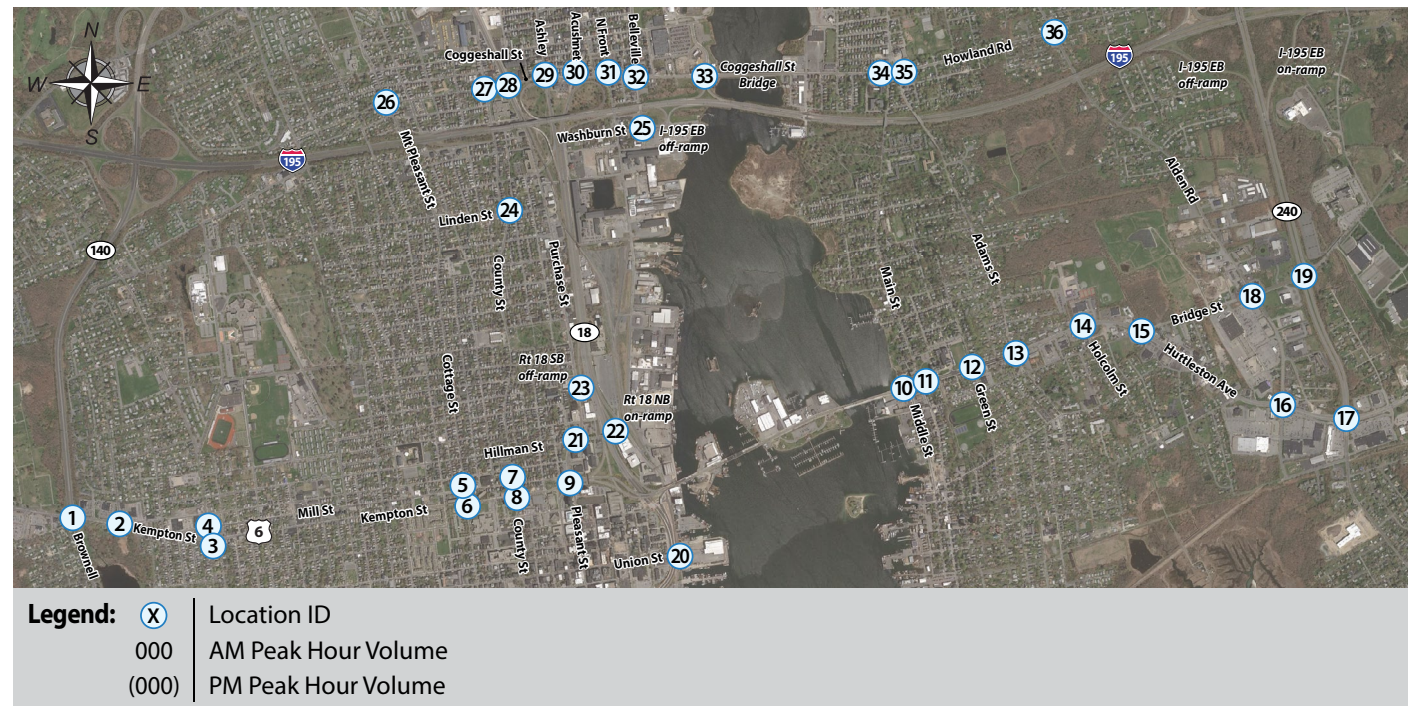 N
W
E
S
Coggeshall St
Ashley
Acushnet
N Front
Belleville
Coggeshall St
Bridge
Howland Rd
195
I-195 EB
off-ramp
I-195 EB
on-ramp
36
26
27
28
29
30
31
32
33
34
35
Mt Pleasant St
195
Washburn St
25
I-195 EB
off-ramp
Linden St
24
140
County St
Purchase St
Main St
Adams St
Alden Rd
240
19
18
Bridge St
18
Rt 18 SB
off-ramp
23
Cottage St
Rt 18 NB
on-ramp
22
21
Hillman St
10
11
12
13
14
15
Middle St
Green St
Holcolm St
Huttleston Ave
16
17
5
6
7
8
9
1
2
Kempton St
4
3
6
Mill St
Kempton St
Brownell
County St
Pleasant St
Union St
20
Legend:
X Location ID
000 AM Peak Hour Volume
(000) PM Peak Hour Volume